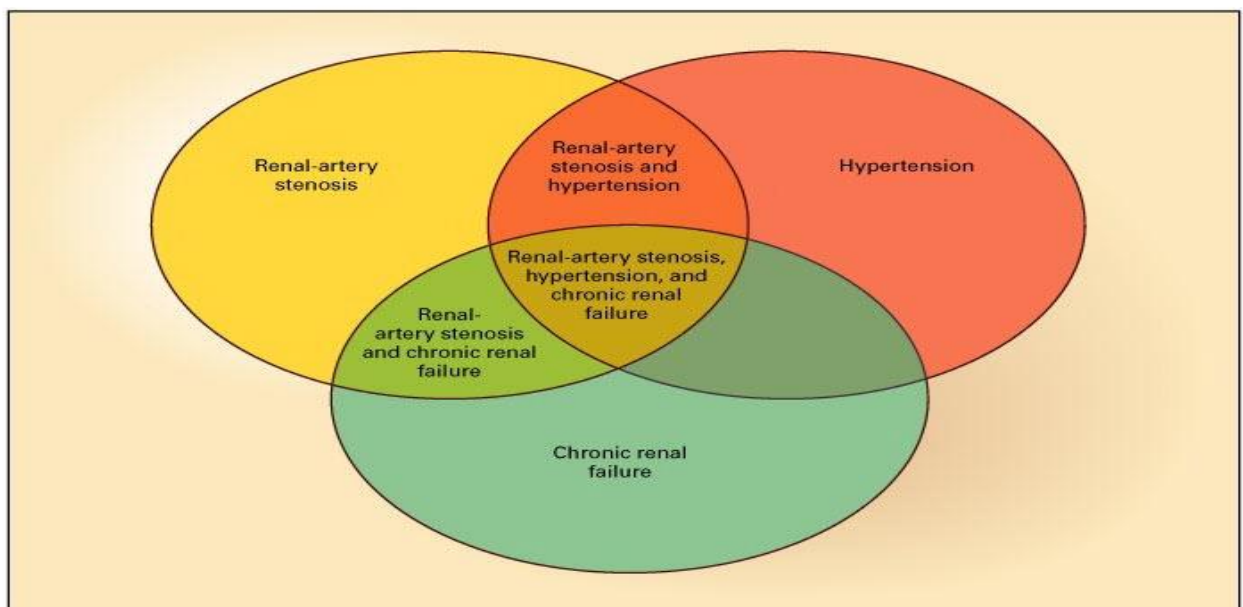 Renal-artery
stenosis
Renal-artery
stenosis and
hypertension
Hypertension
Renal-artery stenosis,
hypertension, and
chronic renal
failure
Renal-
artery stenosis
and chronic renal
failure
Chronic renal
failure